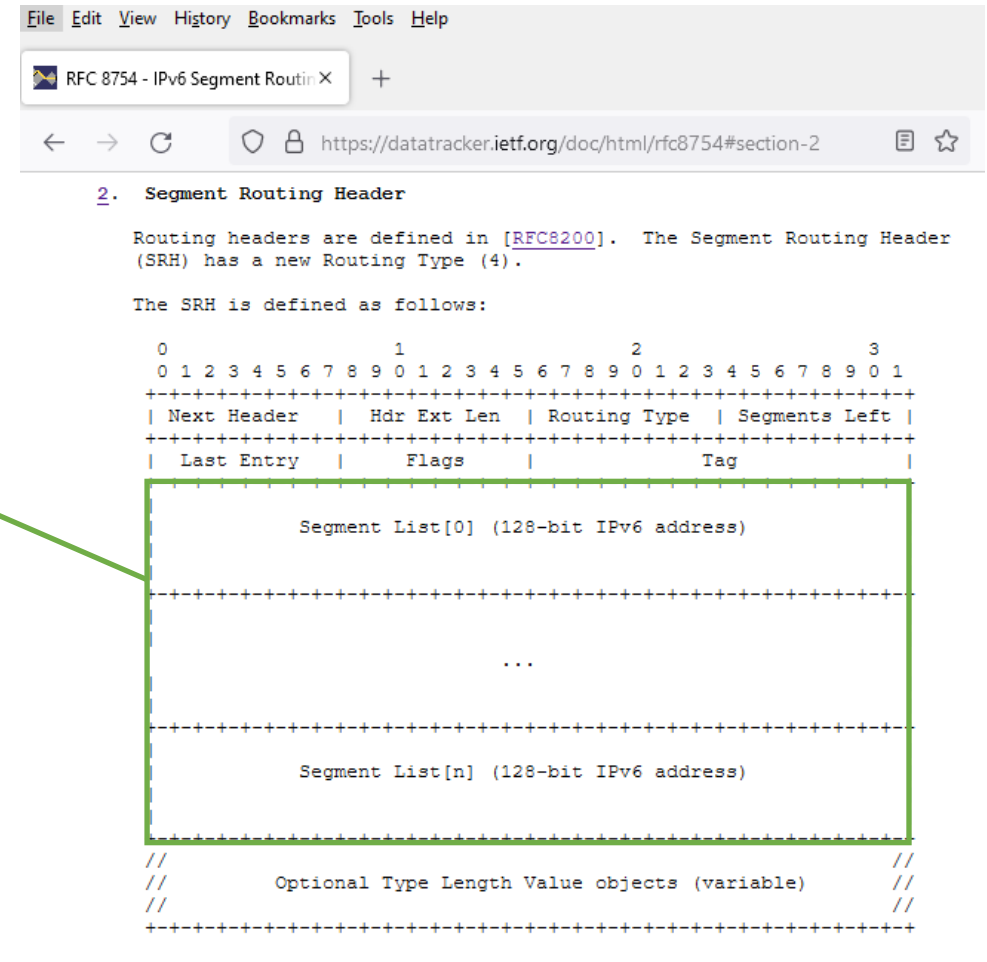 File Edit View History Bookmarks Tools Help
RFC 8754 - IPv6 Segment Routin ×  +
https://datatracker.ietf.org/doc/html/rfc8754#section-2
2.  Segment Routing Header
Routing headers are defined in [RFC8200].  The Segment Routing Header
(SRH) has a new Routing Type (4).
The SRH is defined as follows:
 0                   1                   2                   3
 0 1 2 3 4 5 6 7 8 9 0 1 2 3 4 5 6 7 8 9 0 1 2 3 4 5 6 7 8 9 0 1
+-+-+-+-+-+-+-+-+-+-+-+-+-+-+-+-+-+-+-+-+-+-+-+-+-+-+-+-+-+-+-+-+
| Next Header   |  Hdr Ext Len  | Routing Type  | Segments Left |
+-+-+-+-+-+-+-+-+-+-+-+-+-+-+-+-+-+-+-+-+-+-+-+-+-+-+-+-+-+-+-+-+
|  Last Entry   |     Flags     |              Tag              |
Segment List[0] (128-bit IPv6 address)
+-+-+-+-+-+-+-+-+-+-+-+-+-+-+-+-+-+-+-+-+-+-+-+-+-+-+-+-+-+-+-+-+
...
+-+-+-+-+-+-+-+-+-+-+-+-+-+-+-+-+-+-+-+-+-+-+-+-+-+-+-+-+-+-+-+-+
Segment List[n] (128-bit IPv6 address)
+-+-+-+-+-+-+-+-+-+-+-+-+-+-+-+-+-+-+-+-+-+-+-+-+-+-+-+-+-+-+-+-+
//                                                             //
//         Optional Type Length Value objects (variable)       //
//                                                             //
+-+-+-+-+-+-+-+-+-+-+-+-+-+-+-+-+-+-+-+-+-+-+-+-+-+-+-+-+-+-+-+-+